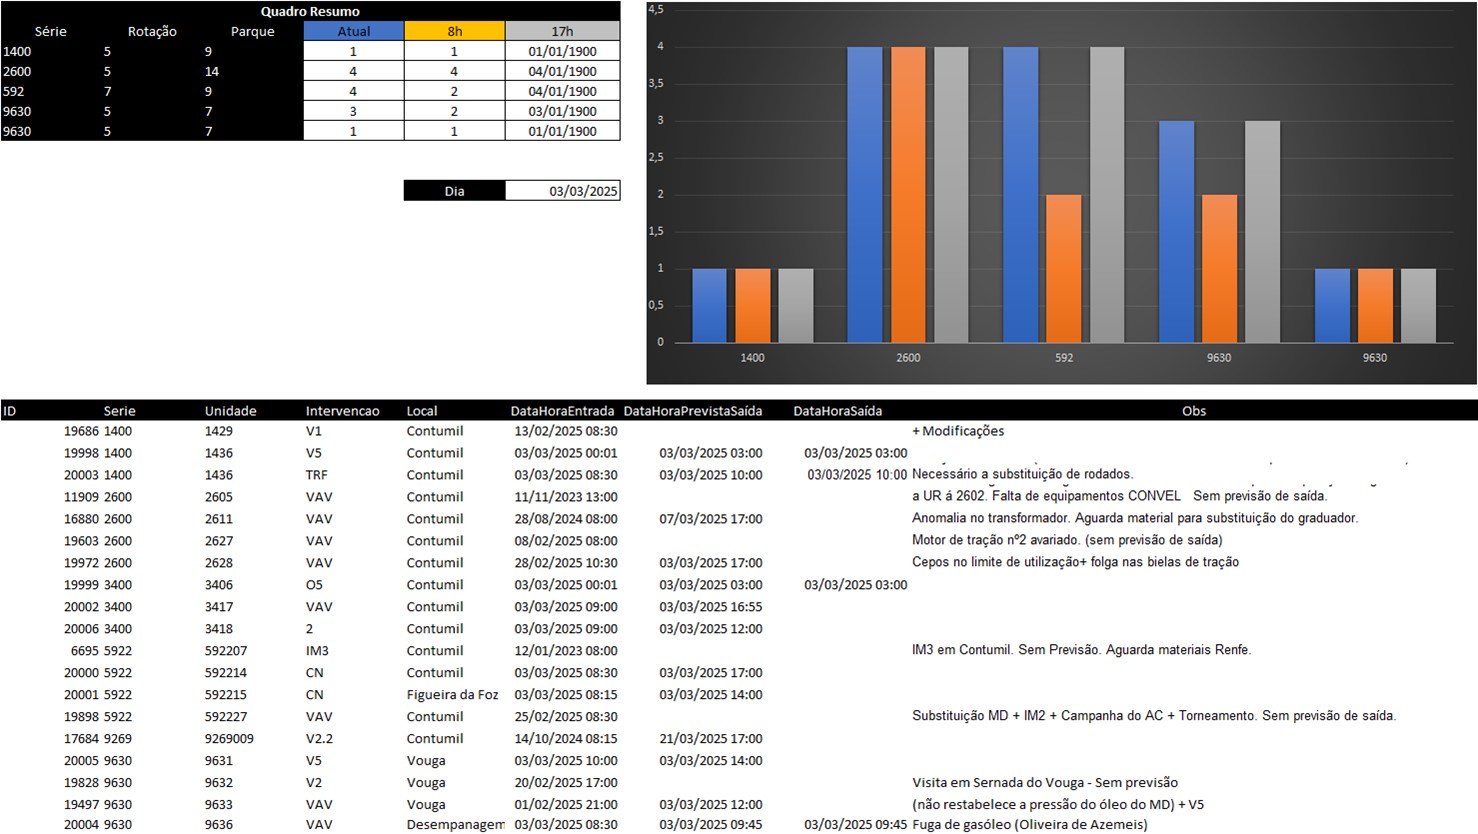 Quadro Resumo
Série Rotação Parque Atual 8h 17h
1400 5 9 1 1 01/01/1900
2600 5 14 4 4 04/01/1900
592 7 9 4 2 04/01/1900
9630 5 7 3 2 03/01/1900
9630 5 7 1 1 01/01/1900
Dia 03/03/2025
4,5
4
3,5
3
2,5
2
1,5
1
0,5
0
1400 2600 592 9630 9630
ID Serie Unidade Intervencao Local DataHoraEntrada DataHoraPrevistaSaída DataHoraSaída Obs
19686 1400 1429 V1 Contumil 13/02/2025 08:30 + Modificações
19998 1400 1436 V5 Contumil 03/03/2025 00:01 03/03/2025 03:00 03/03/2025 03:00
20003 1400 1436 TRF Contumil 03/03/2025 08:30 03/03/2025 10:00 03/03/2025 10:00 Necessário a substituição de rodados.
11909 2600 2605 VAV Contumil 11/11/2023 13:00 a UR á 2602. Falta de equipamentos CONVEL Sem previsão de saída.
16880 2600 2611 VAV Contumil 28/08/2024 08:00 07/03/2025 17:00 Anomalia no transformador. Aguarda material para substituição do graduador.
19603 2600 2627 VAV Contumil 08/02/2025 08:00 Motor de tração nº2 avariado. (sem previsão de saída)
19972 2600 2628 VAV Contumil 28/02/2025 10:30 03/03/2025 17:00 Cepos no limite de utilização+ folga nas bielas de tração
19999 3400 3406 O5 Contumil 03/03/2025 00:01 03/03/2025 03:00 03/03/2025 03:00
20002 3400 3417 VAV Contumil 03/03/2025 09:00 03/03/2025 16:55
20006 3400 3418 2 Contumil 03/03/2025 09:00 03/03/2025 12:00
6695 5922 592207 IM3 Contumil 12/01/2023 08:00 IM3 em Contumil. Sem Previsão. Aguarda materiais Renfe.
20000 5922 592214 CN Contumil 03/03/2025 08:30 03/03/2025 17:00
20001 5922 592215 CN Figueira da Foz 03/03/2025 08:15 03/03/2025 14:00
19898 5922 592227 VAV Contumil 25/02/2025 08:30 Substituição MD + IM2 + Campanha do AC + Torneamento. Sem previsão de saída.
17684 9269 9269009 V2.2 Contumil 14/10/2024 08:15 21/03/2025 17:00
20005 9630 9631 V5 Vouga 03/03/2025 10:00 03/03/2025 14:00
19828 9630 9632 V2 Vouga 20/02/2025 17:00 Visita em Sernada do Vouga - Sem previsão
19497 9630 9633 VAV Vouga 01/02/2025 21:00 03/03/2025 12:00 (não restabelece a pressão do óleo do MD) + V5
20004 9630 9636 VAV Desempanagem 03/03/2025 08:30 03/03/2025 09:45 03/03/2025 09:45 Fuga de gasóleo (Oliveira de Azemeis)